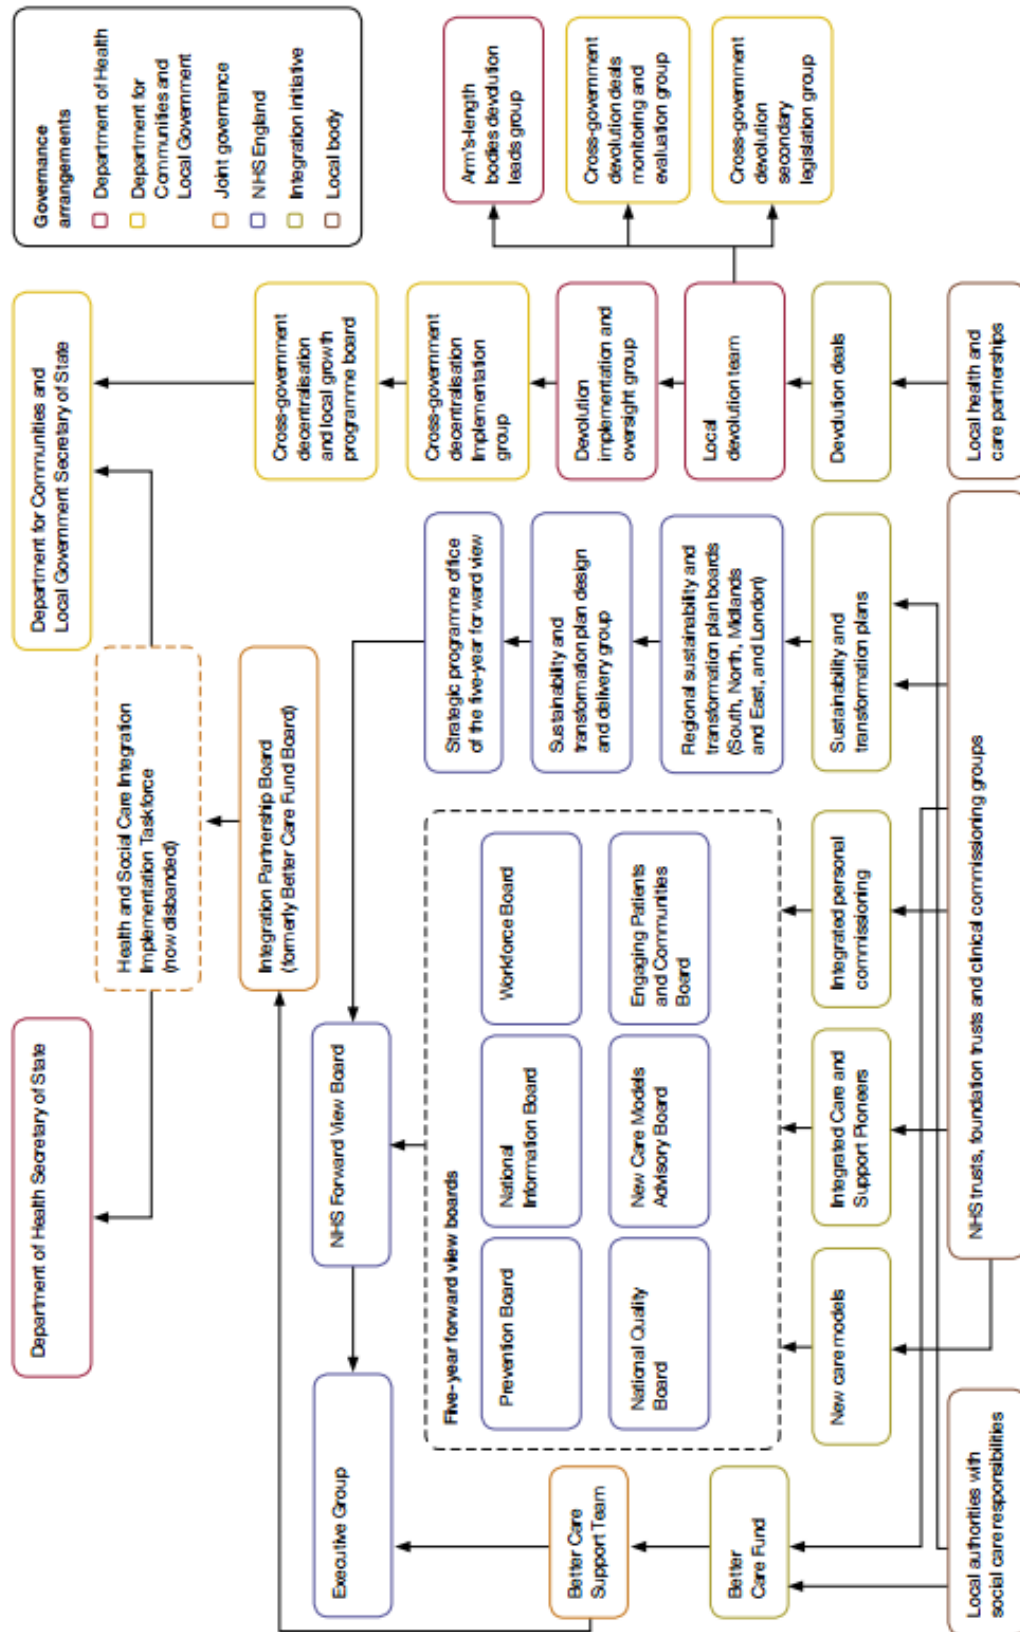 Department of Health Secretary of State
Department for Communities and
Local Government Secretary of State
Governance
arrangements
Department of Health
Department for
Communities and
Local Government
Joint governance
NHS England
Integration initiative
Local body
Health and Social Care Integration
Implementation Taskforce
(now disbanded)
Integration Partnership Board
(formerly Better Care Fund Board)
Cross-government
decentralisation
and local growth
programme board
Executive Group
NHS Forward View Board
Cross-government
decentralisation
Implementation
group
Strategic programme office
of the five-year forward view
Five-year forward view boards
Prevention Board
National
Information Board
Workforce Board
National Quality
Board
New Care Models
Advisory Board
Engaging Patients
and Communities
Board
Sustainability and
transformation plan design
and delivery group
Regional sustainability and
transformation plan boards
(South, North, Midlands
and East, and London)
Devolution
implementation and
oversight group
Local
devolution team
Arm's-length
bodies devolution
leads group
Cross-government
devolution deals
monitoring and
evaluation group
Cross-government
devolution
secondary
legislation group
Better Care
Support Team
Better
Care Fund
New care models
Integrated Care and
Support Pioneers
Integrated personal
commissioning
Sustainability and
transformation plans
Devolution deals
Local authorities with
social care responsibilities
NHS trusts, foundation trusts and clinical commissioning groups
Local health and
care partnerships